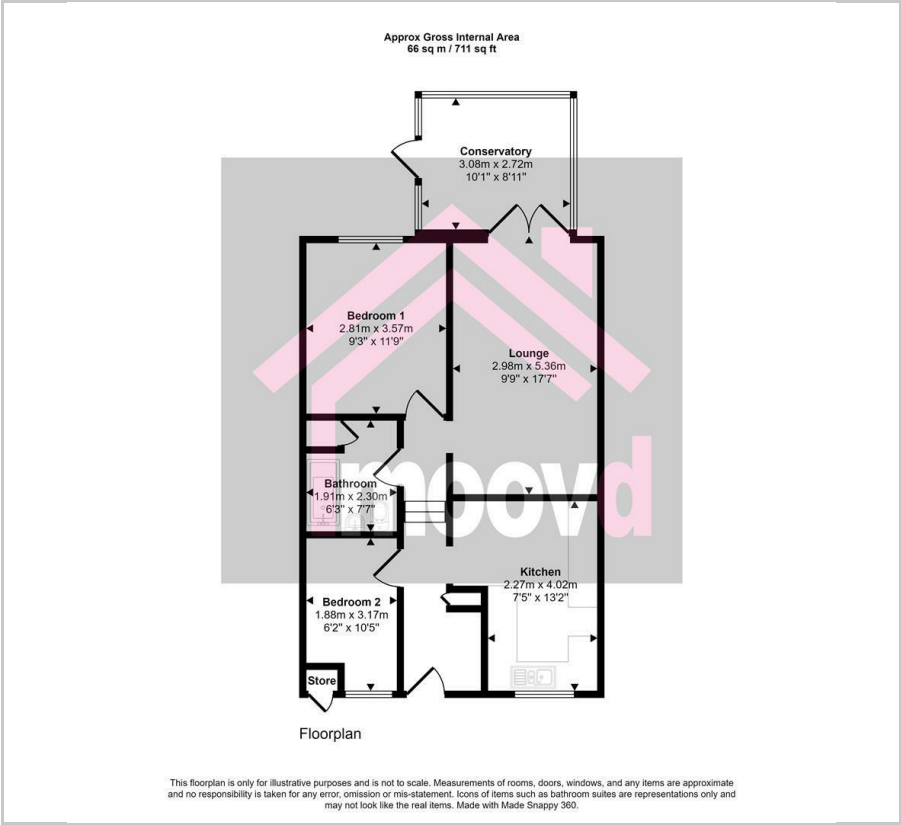 Approx Gross Internal Area
66 sq m / 711 sq ft
Conservatory
3.08m x 2.72m
10'1" x 8'11"
Bedroom 1
2.81m x 3.57m
9'3" x 11'9"
Lounge
2.98m x 5.36m
9'9" x 17'7"
Bathroom
1.91m x 2.30m
6'3" x 7'7"
moovd
Kitchen
2.27m x 4.02m
7'5" x 13'2"
Bedroom 2
1.88m x 3.17m
6'2" x 10'5"
Store
Floorplan
This floorplan is only for illustrative purposes and is not to scale. Measurements of rooms, doors, windows, and any items are approximate
and no responsibility is taken for any error, omission or mis-statement. Icons of items such as bathroom suites are representations only and
may not look like the real items. Made with Made Snappy 360.